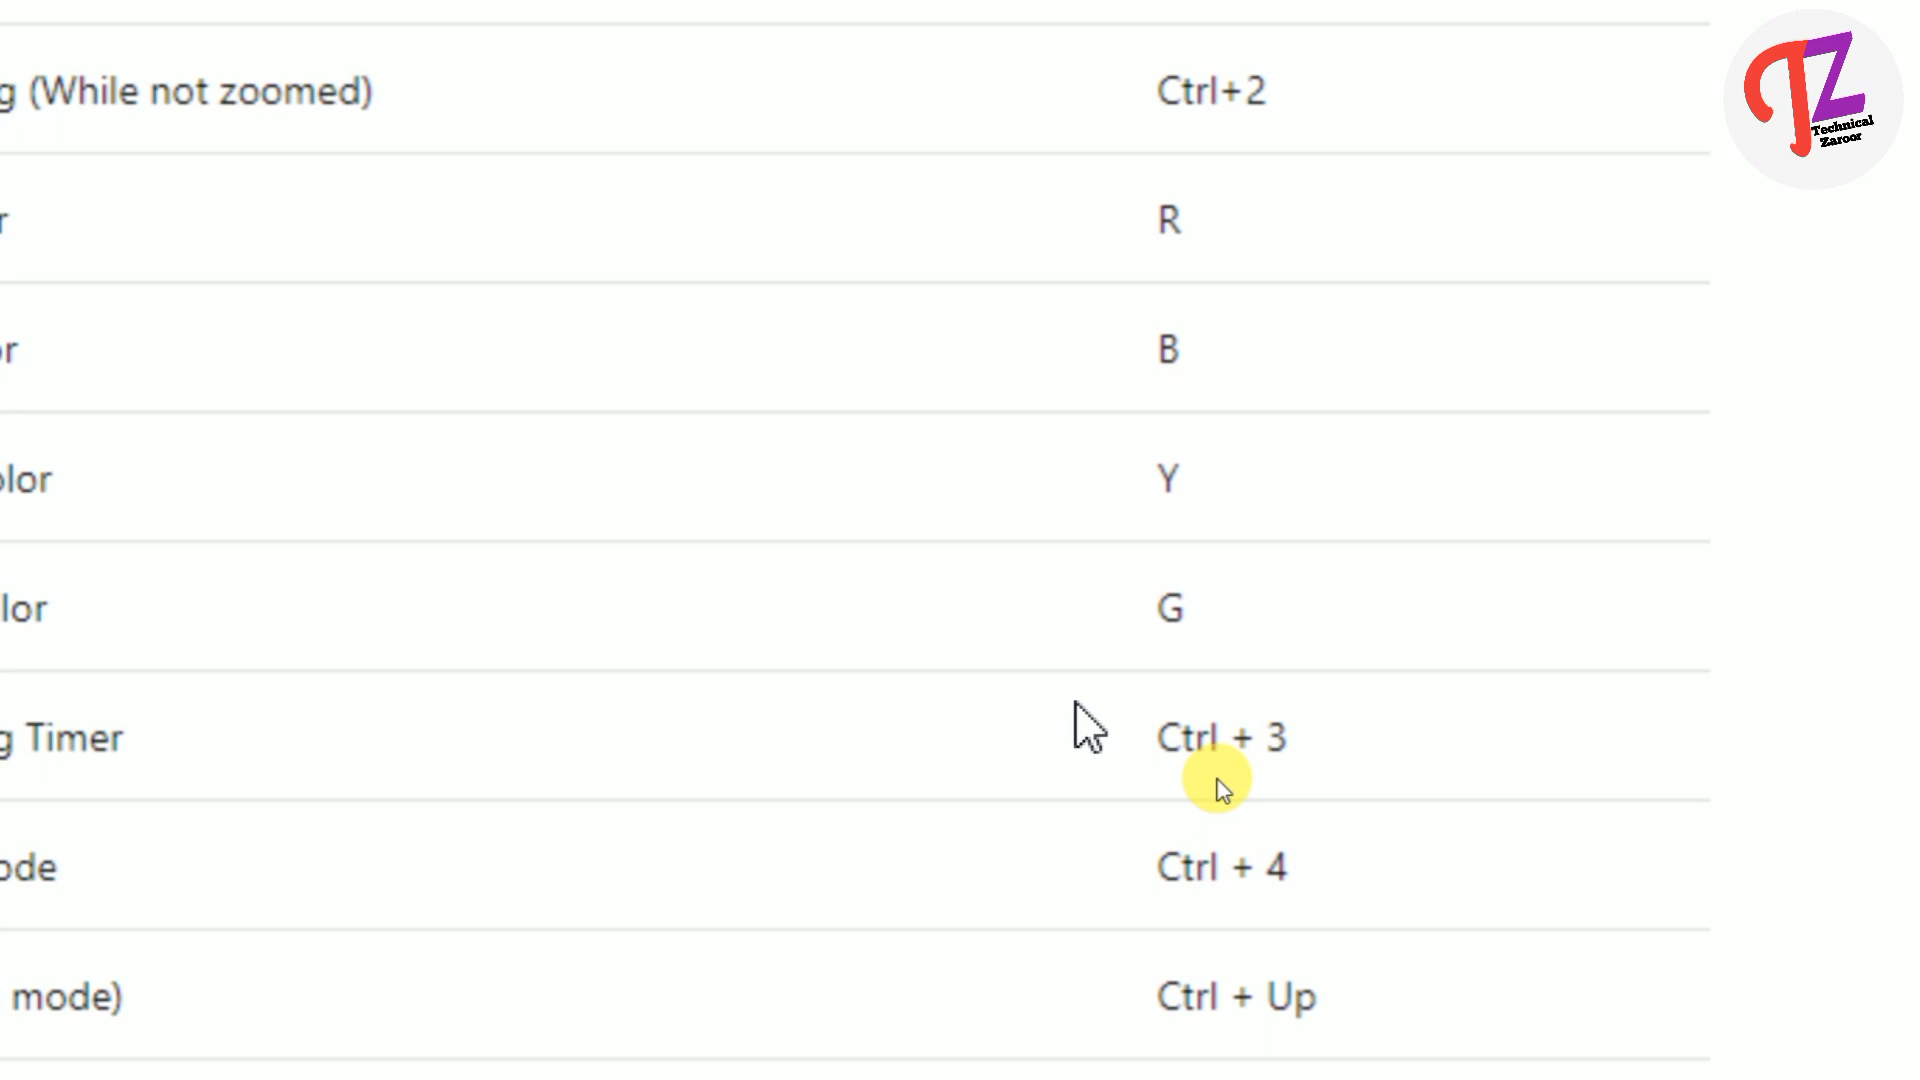 g (While not zoomed) Ctrl+2
r R
or B
olor Y
lor G
g Timer Ctrl + 3
ode Ctrl + 4
mode) Ctrl + Up
TZ
Technical
Zaroor